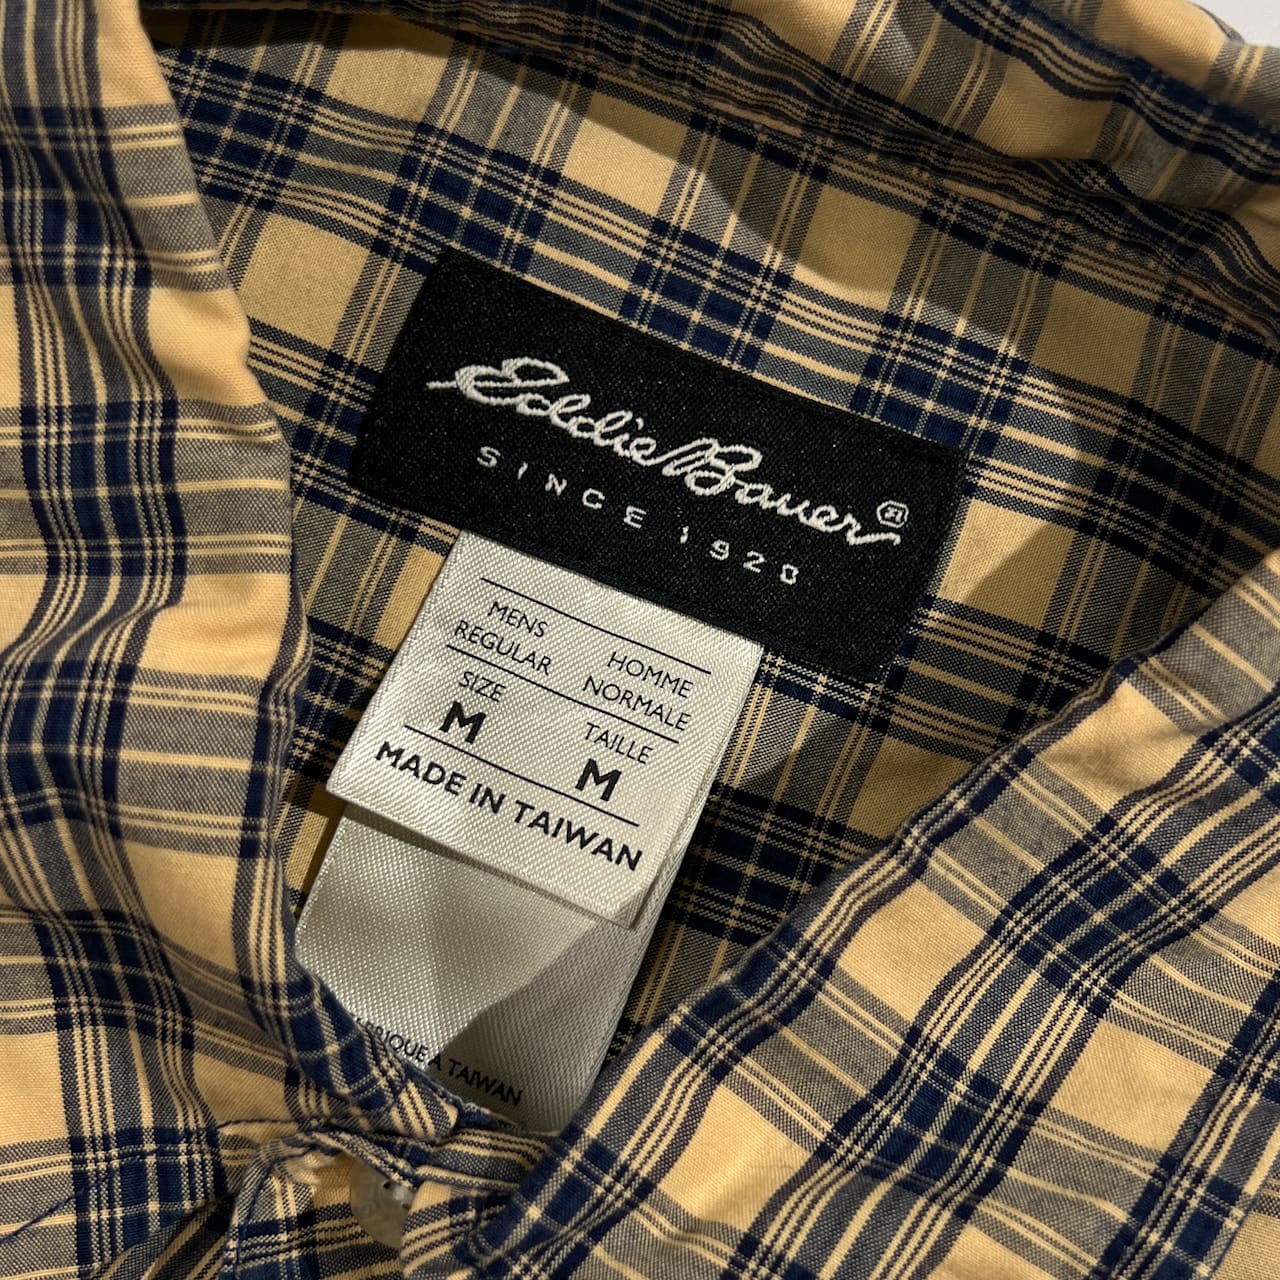 Eddie Bauer®
SINCE 1920
MENS HOMME
REGULAR NORMALE
SIZE TAILLE
M M
MADE IN TAIWAN
À TAIWAN